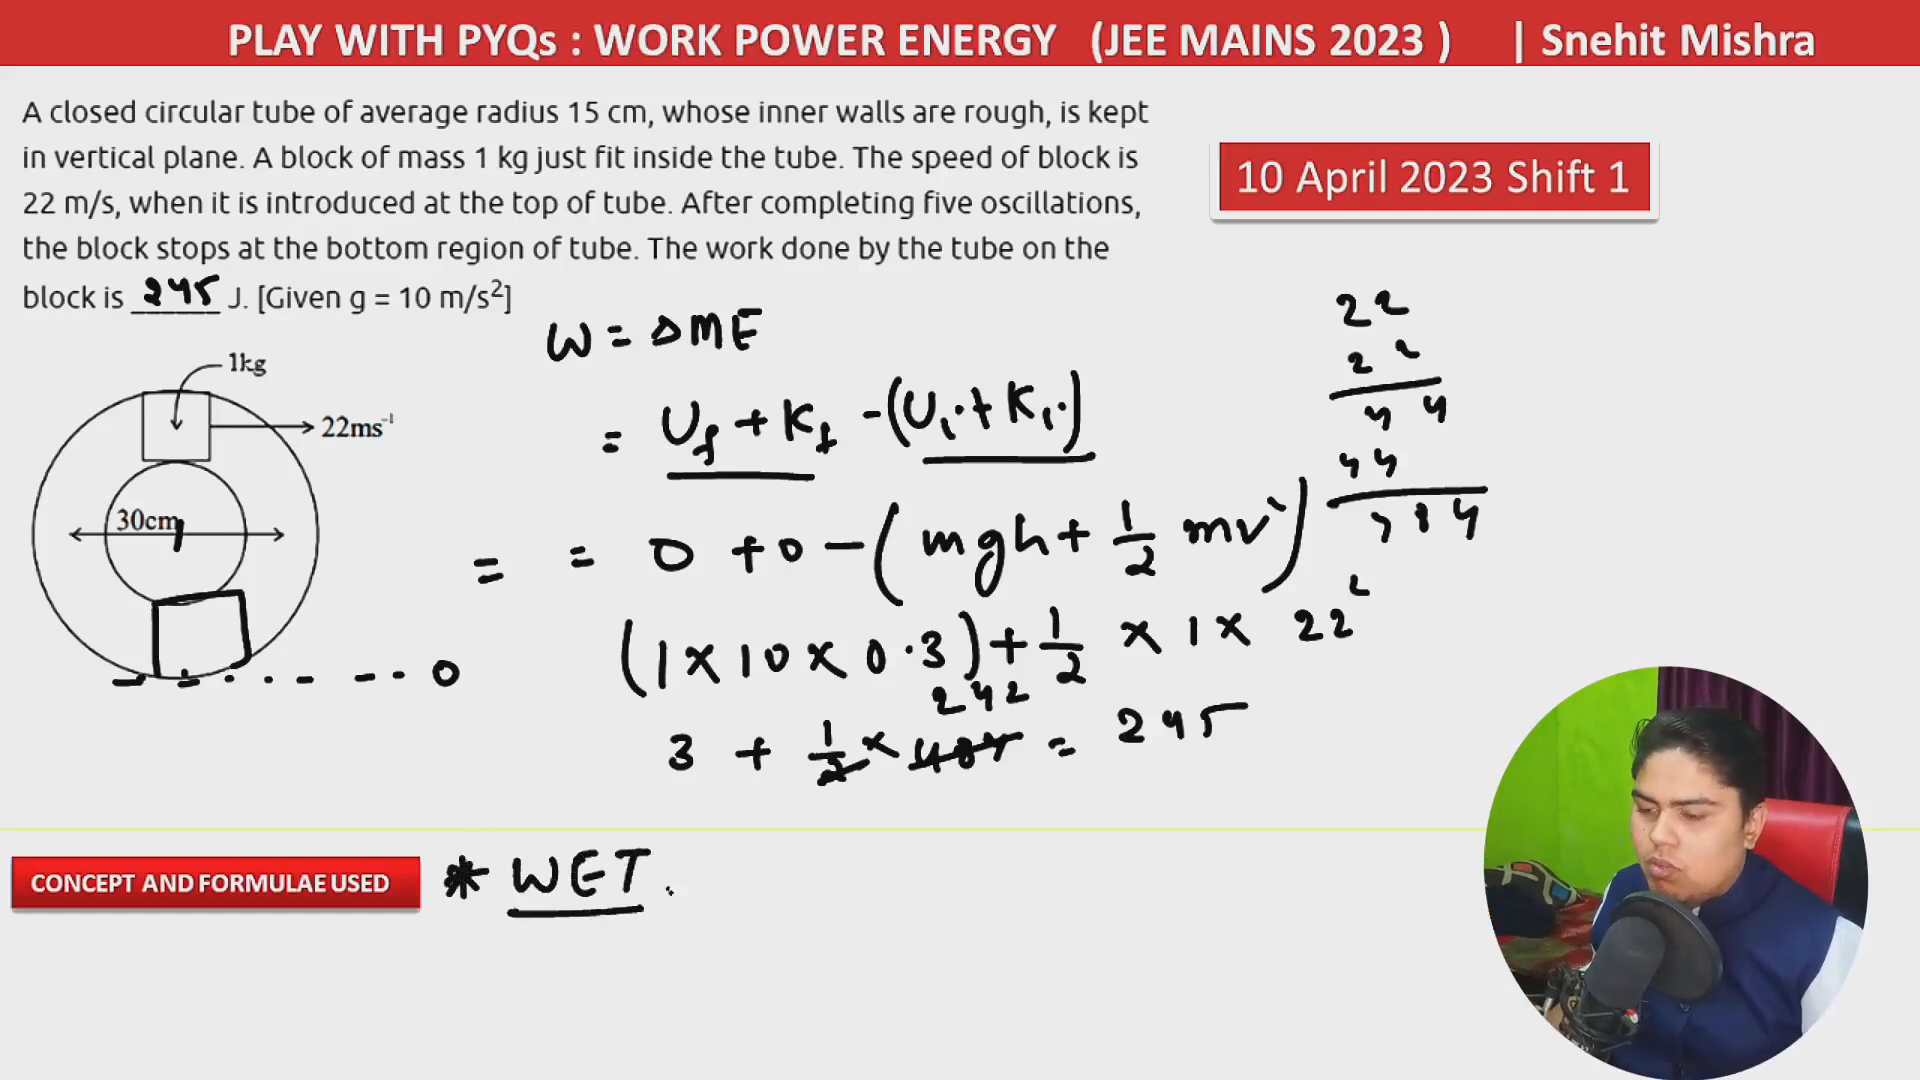 PLAY WITH PYQs : WORK POWER ENERGY (JEE MAINS 2023 ) | Snehit Mishra
A closed circular tube of average radius 15 cm, whose inner walls are rough, is kept
in vertical plane. A block of mass 1 kg just fit inside the tube. The speed of block is
22 m/s, when it is introduced at the top of tube. After completing five oscillations,
the block stops at the bottom region of tube. The work done by the tube on the
block is 245 J. [Given g = 10 m/s²]
10 April 2023 Shift 1
1kg
22ms⁻¹
30cm
0
W = ΔME
= Uf + Kf - (Ui + Ki)
= = 0 + 0 - (mgh + 1/2 mv²)
(1 × 10 × 0.3) + 1/2 × 1 × 22²
242
3 + 1/2 × 484 = 245
22
22
44
44
484
CONCEPT AND FORMULAE USED
* WET.